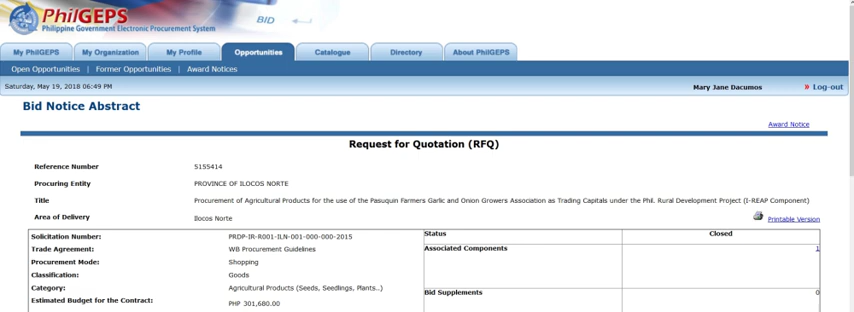 PhilGEPS
Philippine Government Electronic Procurement System
BID
My PhilGEPS
My Organization
My Profile
Opportunities
Catalogue
Directory
About PhilGEPS
Open Opportunities | Former Opportunities | Award Notices
Saturday, May 19, 2018 06:49 PM
Mary Jane Dacumos
» Log-out
Bid Notice Abstract
Award Notice
Request for Quotation (RFQ)
Reference Number 5155414
Procuring Entity PROVINCE OF ILOCOS NORTE
Title Procurement of Agricultural Products for the use of the Pasuquin Farmers Garlic and Onion Growers Association as Trading Capitals under the Phil. Rural Development Project (I-REAP Component)
Area of Delivery Ilocos Norte
Printable Version
Solicitation Number: PRDP-IR-R001-ILN-001-000-000-2015
Trade Agreement: WB Procurement Guidelines
Procurement Mode: Shopping
Classification: Goods
Category: Agricultural Products (Seeds, Seedlings, Plants..)
Estimated Budget for the Contract: PHP 301,680.00
Status Closed
Associated Components 1
Bid Supplements 0